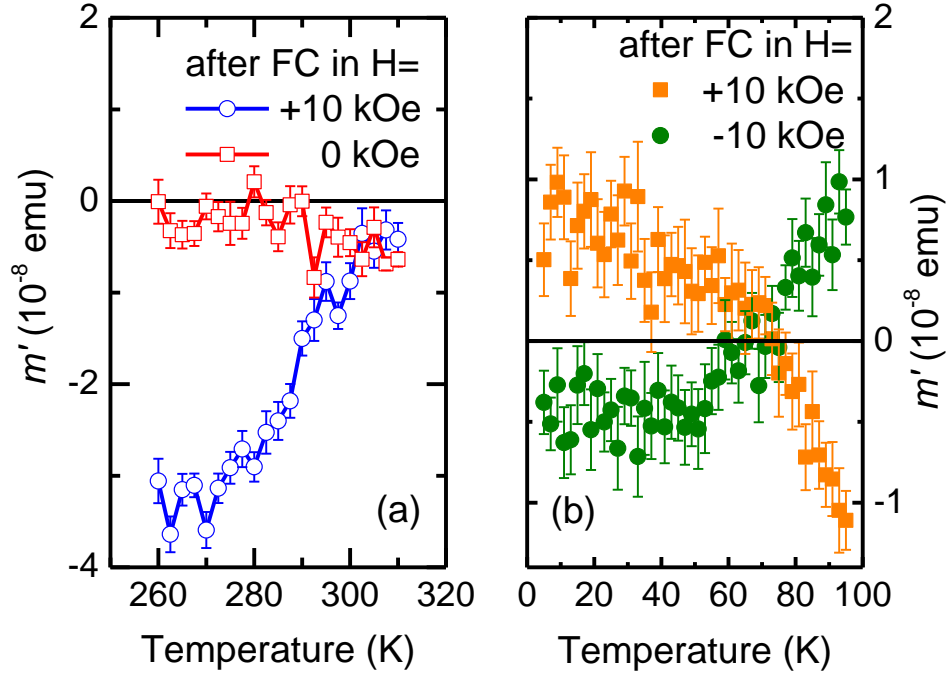 2
0
-2
-4
m′ (10-8 emu)
after FC in H=
+10 kOe
0 kOe
(a)
260 280 300 320
Temperature (K)
after FC in H=
+10 kOe
-10 kOe
(b)
0 20 40 60 80 100
Temperature (K)
2
1
0
-1
m′ (10-8 emu)